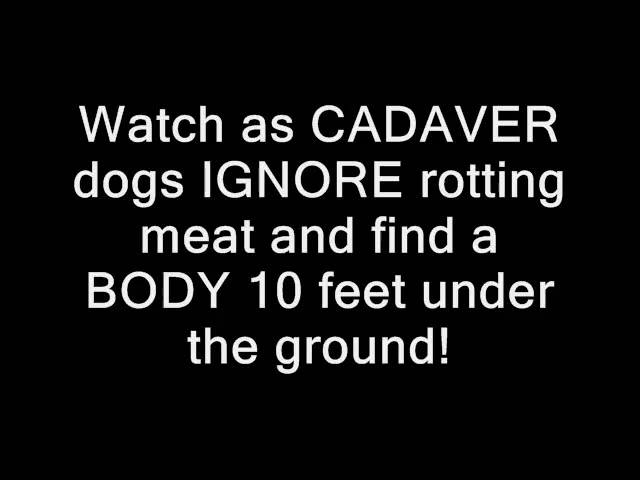 Watch as CADAVER
dogs IGNORE rotting
meat and find a
BODY 10 feet under
the ground!